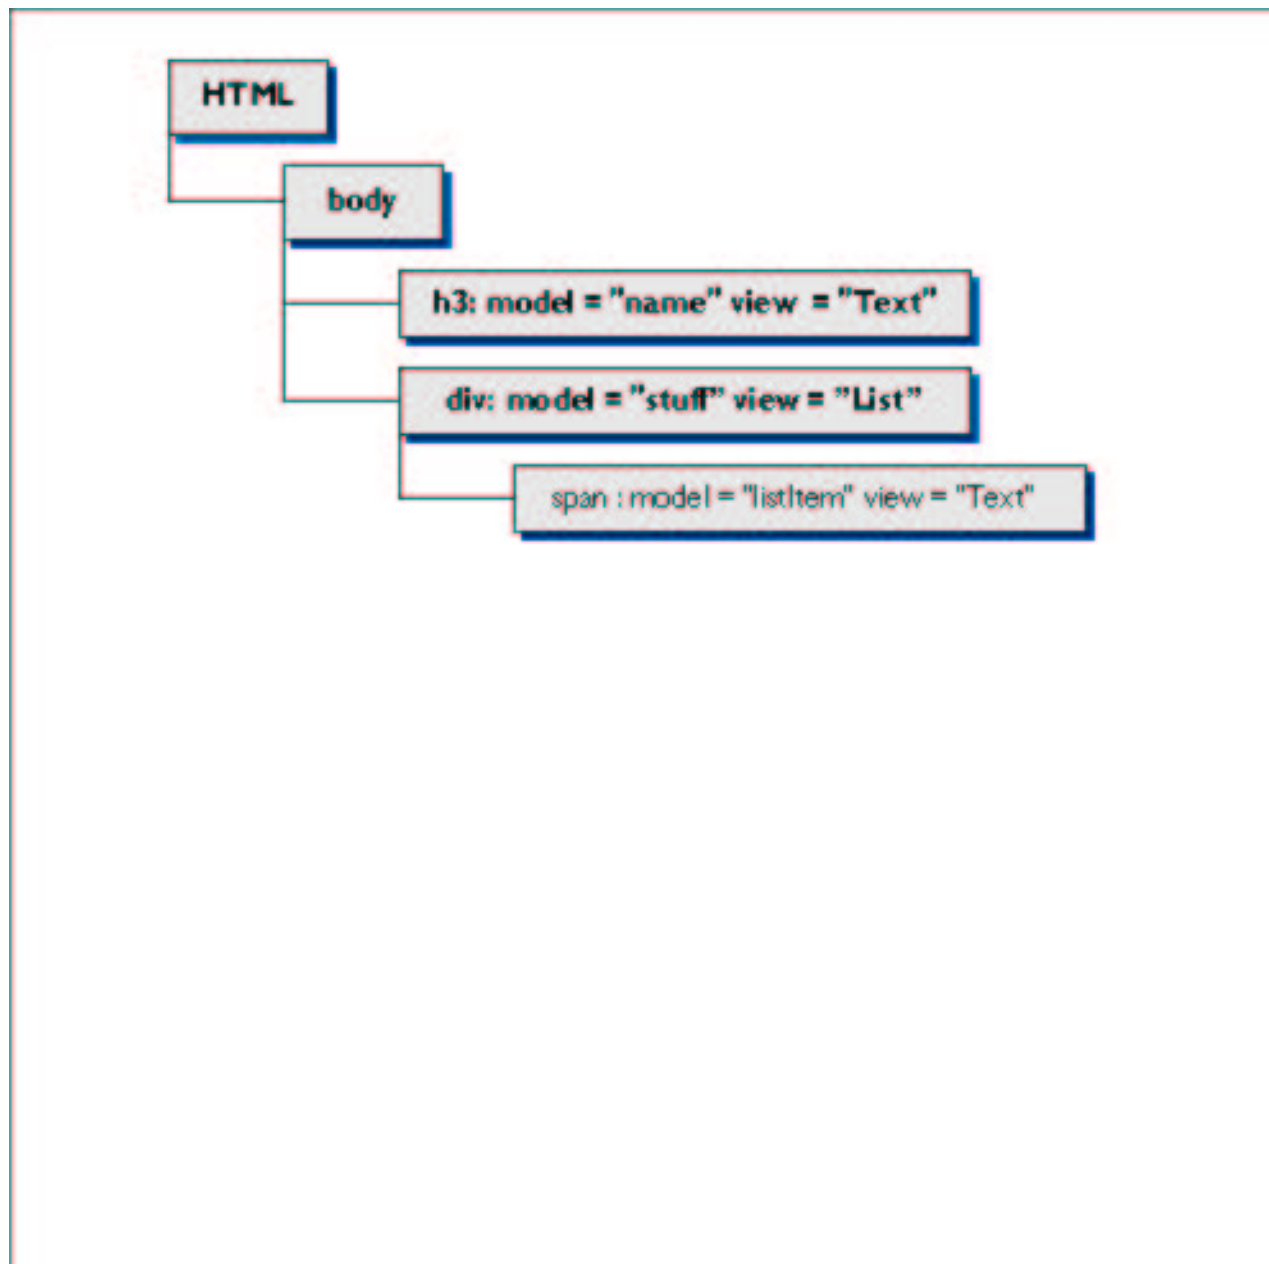 HTML
body
h3: model = "name" view = "Text"
div: model = "stuff" view = "List"
span : model = "listItem" view = "Text"